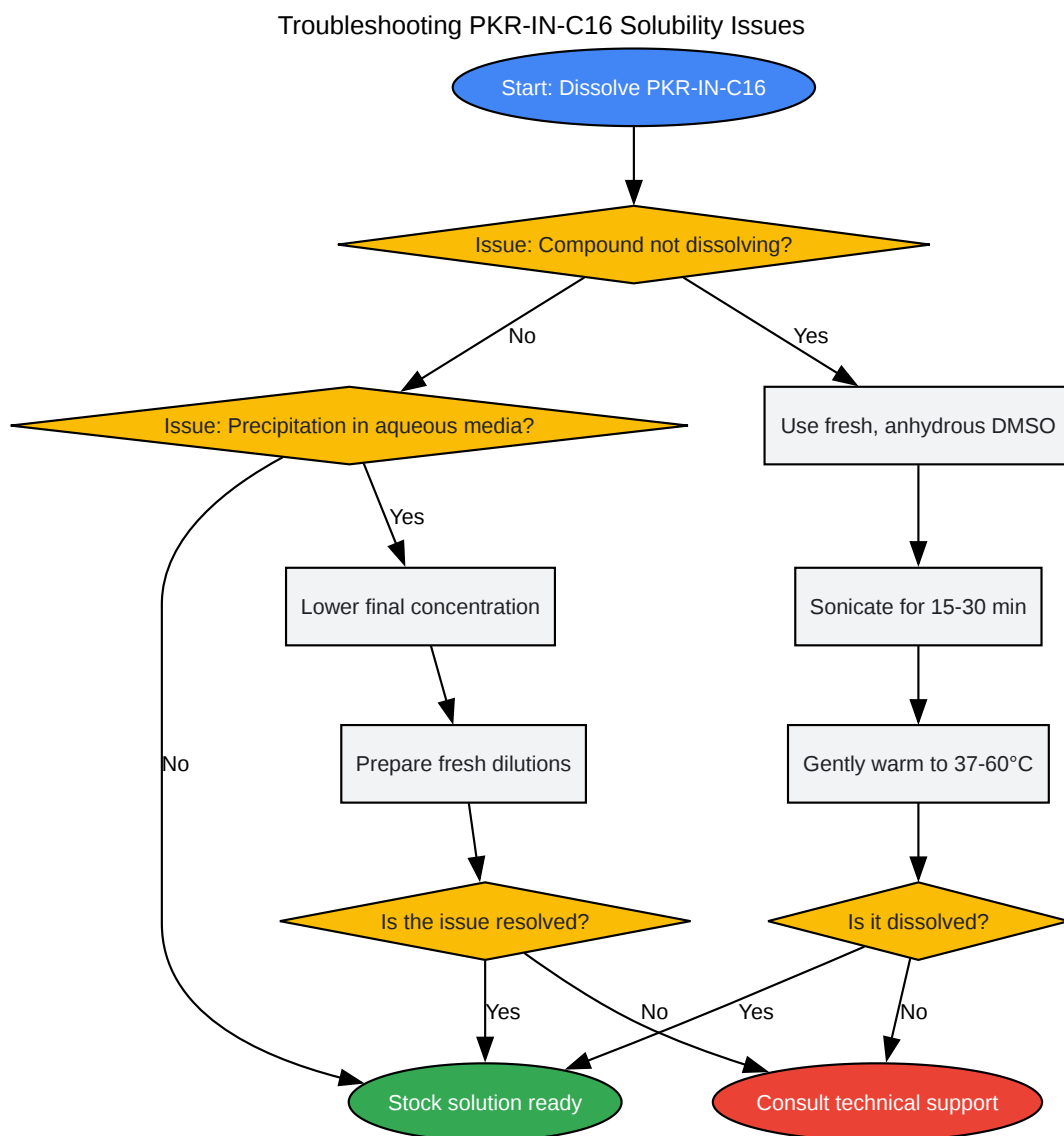 Troubleshooting PKR-IN-C16 Solubility Issues
Start: Dissolve PKR-IN-C16
Issue: Compound not dissolving?
No
Yes
Issue: Precipitation in aqueous media?
Use fresh, anhydrous DMSO
Yes
Lower final concentration
Sonicate for 15-30 min
No
Prepare fresh dilutions
Gently warm to 37-60°C
Is the issue resolved?
Is it dissolved?
Yes
No
Yes
No
Stock solution ready
Consult technical support